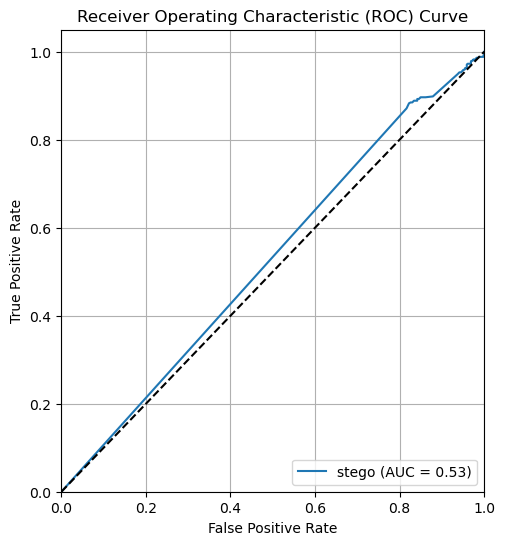 Receiver Operating Characteristic (ROC) Curve
1.0
0.8
0.6
0.4
0.2
0.0
True Positive Rate
stego (AUC = 0.53)
0.0 0.2 0.4 0.6 0.8 1.0
False Positive Rate